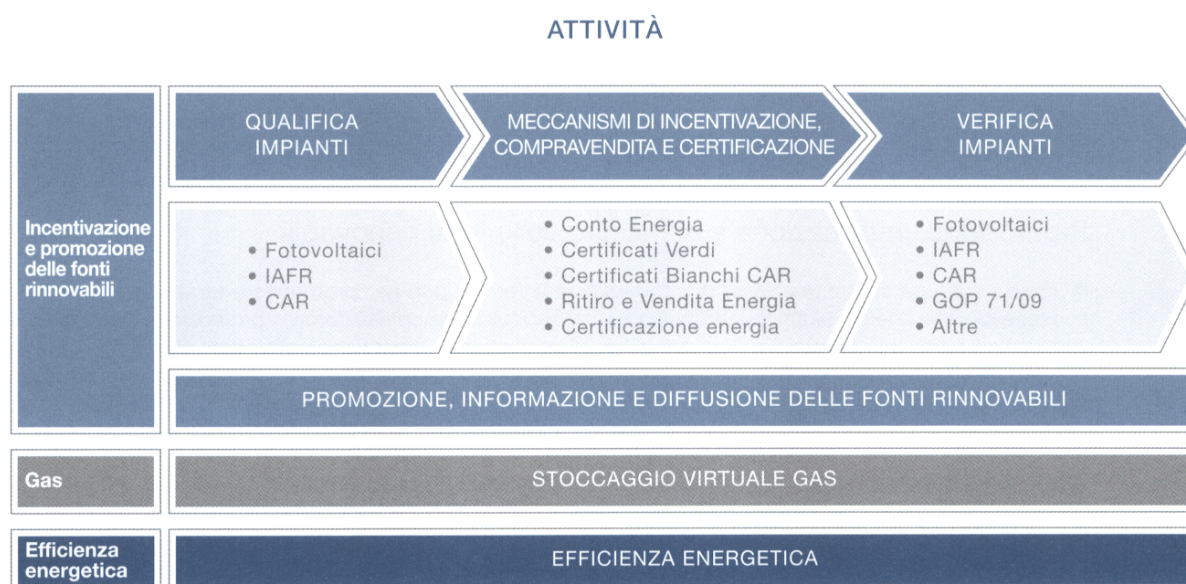 ATTIVITÀ
QUALIFICA
IMPIANTI
MECCANISMI DI INCENTIVAZIONE,
COMPRAVENDITA E CERTIFICAZIONE
VERIFICA
IMPIANTI
Incentivazione
e promozione
delle fonti
rinnovabili
• Fotovoltaici
• IAFR
• CAR
• Conto Energia
• Certificati Verdi
• Certificati Bianchi CAR
• Ritiro e Vendita Energia
• Certificazione energia
• Fotovoltaici
• IAFR
• CAR
• GOP 71/09
• Altre
PROMOZIONE, INFORMAZIONE E DIFFUSIONE DELLE FONTI RINNOVABILI
Gas
STOCCAGGIO VIRTUALE GAS
Efficienza
energetica
EFFICIENZA ENERGETICA